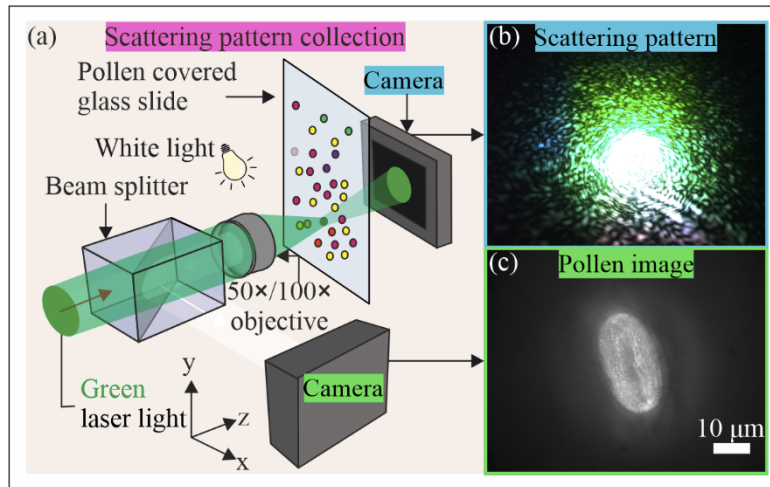 (a)
Scattering pattern collection
Pollen covered
glass slide
Camera
White light
Beam splitter
50×/100×
objective
Camera
Green
laser light
y
z
x
(b)
Scattering pattern
(c)
Pollen image
10 μm